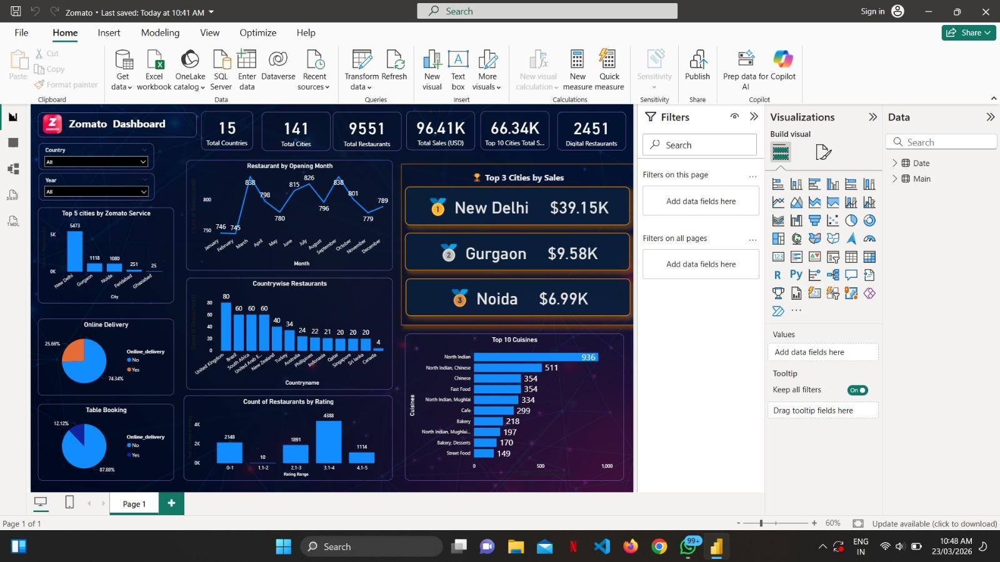 Zomato • Last saved: Today at 10:41 AM
Search
Sign in
File
Home
Insert
Modeling
View
Optimize
Help
Share
Paste
Cut
Copy
Format painter
Clipboard
Get data
Excel workbook
OneLake catalog
SQL Server
Enter data
Dataverse
Recent sources
Data
Transform data
Refresh
Queries
New visual
Text box
More visuals
Insert
New visual calculation
New measure
Quick measure
Calculations
Sensitivity
Sensitivity
Publish
Share
Prep data for AI
Copilot
Copilot
DAX
TMDL
Z
zomato
Zomato Dashboard
15
Total Countries
141
Total Cities
9551
Total Restaurants
96.41K
Total Sales (USD)
66.34K
Top 10 Cities Total S...
2451
Digital Restaurants
Country
All
Year
All
Top 5 cities by Zomato Service
5473
1118
1080
251
25
5K
0K
New Delhi
Gurgaon
Noida
Faridabad
Ghaziabad
City
Online Delivery
25.66%
74.34%
Online_delivery
No
Yes
Table Booking
12.12%
87.88%
Online_delivery
No
Yes
Restaurant by Opening Month
800
750
746
745
838
798
780
815
826
796
838
801
779
789
January
February
March
April
May
June
July
August
September
October
November
December
Month
Countrywise Restaurants
80
60
40
20
0
80
60
60
60
40
34
24
22
21
20
20
20
4
United Kingdom
Brazil
South Africa
United Arab E...
New Zealand
Turkey
Australia
Phillipines
Indonasia
Qatar
Singapore
Sri lanka
Canada
Countryname
Count of Restaurants by Rating
4K
2K
0K
2148
10
1891
4388
1114
0-1
1.1-2
2.1-3
3.1-4
4.1-5
Rating Range
Top 3 Cities by Sales
1 New Delhi $39.15K
2 Gurgaon $9.58K
3 Noida $6.99K
Top 10 Cuisines
Cuisines
North Indian 936
North Indian, Chinese 511
Chinese 354
Fast Food 354
North Indian, Mughlai 334
Cafe 299
Bakery 218
North Indian, Mughlai... 197
Bakery, Desserts 170
Street Food 149
0
500
1,000
Filters
Search
Filters on this page ...
Add data fields here
Filters on all pages ...
Add data fields here
Visualizations
Build visual
123
R
Py
123
...
Values
Add data fields here
Tooltip
Keep all filters
On
Drag tooltip fields here
Data
Search
Date
Main
Page 1
+
Page 1 of 1
- + 60%
Update available (click to download)
Search
N
99+
ENG
IN
10:48 AM
23/03/2026